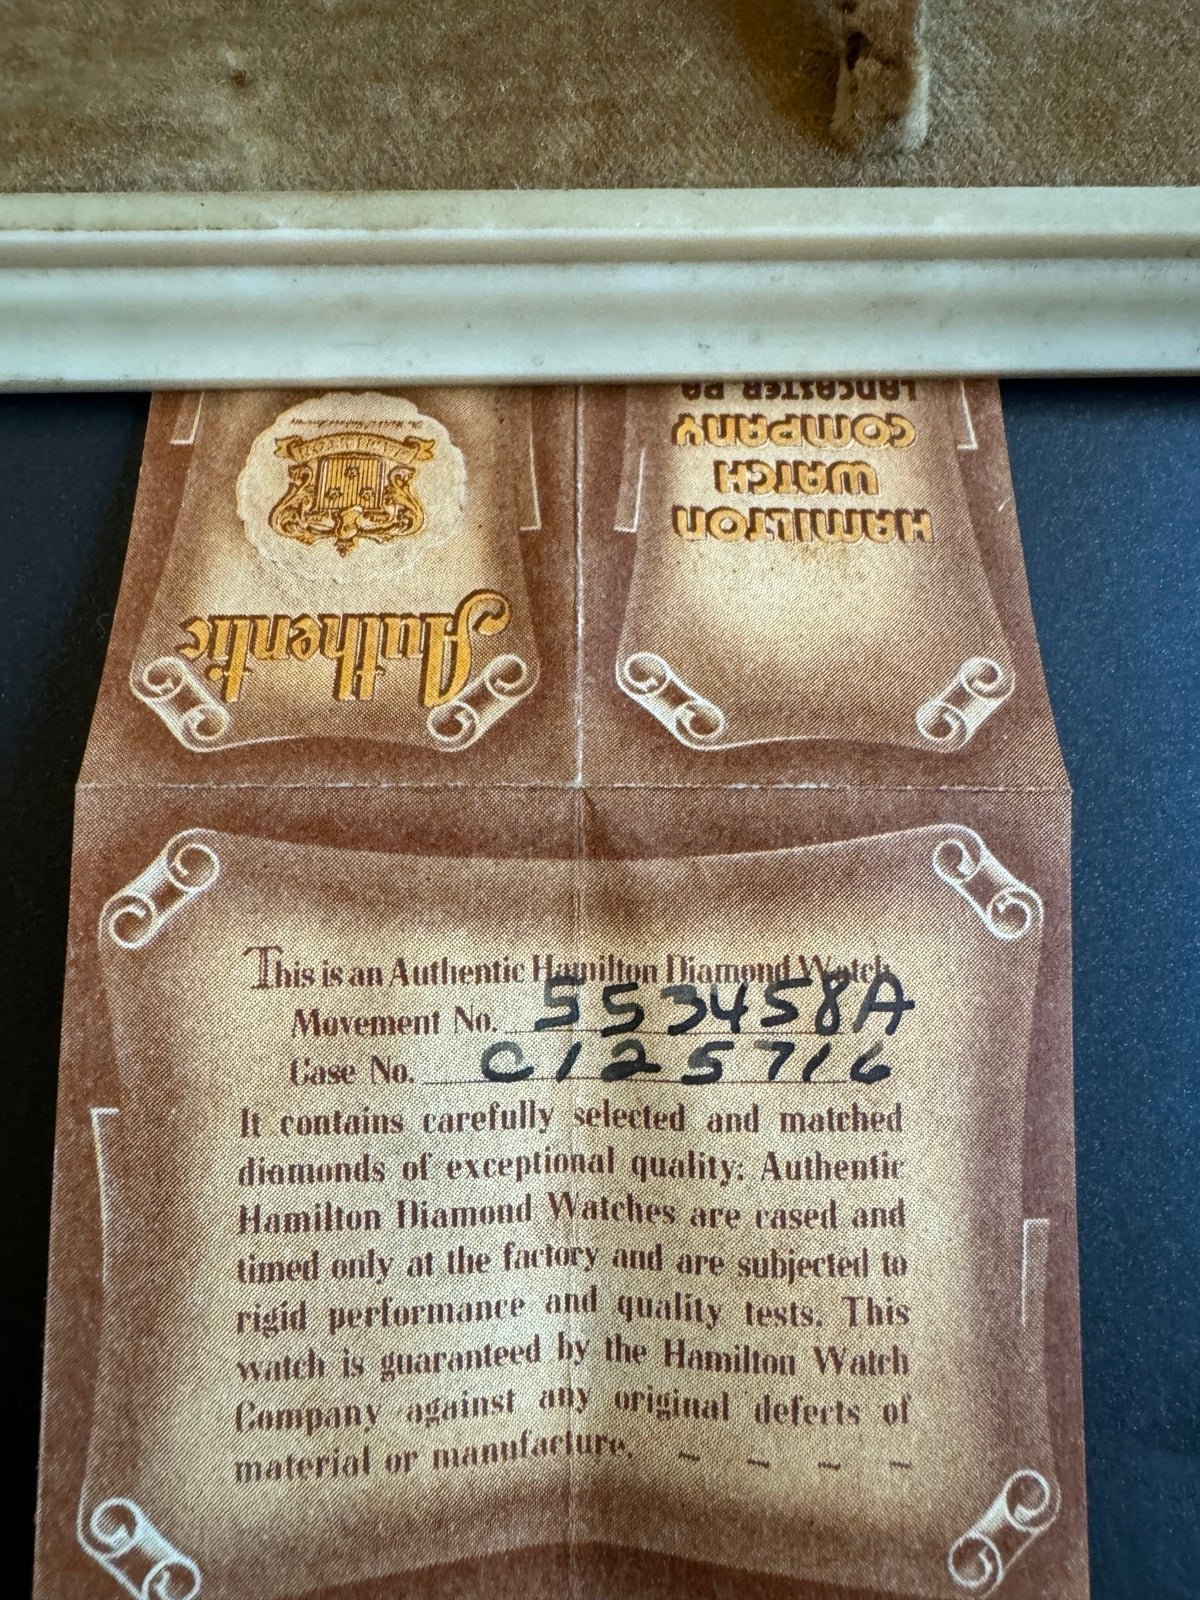 Authentic
HAMILTON
WATCH
COMPANY
LANCASTER PA
This is an Authentic Hamilton Diamond Watch
Movement No. 553458A
Case No. C125716
It contains carefully selected and matched
diamonds of exceptional quality: Authentic
Hamilton Diamond Watches are cased and
timed only at the factory and are subjected to
rigid performance and quality tests. This
watch is guaranteed by the Hamilton Watch
Company against any original defects of
material or manufacture. – – – –